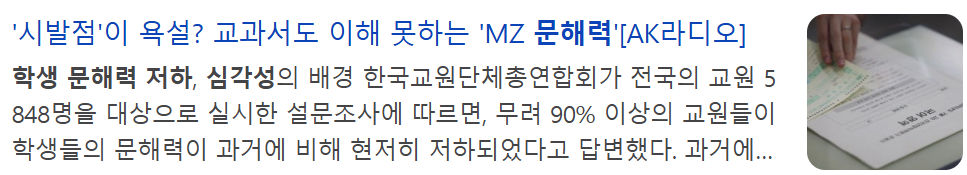 '시발점'이 욕설? 교과서도 이해 못하는 'MZ 문해력'[AK라디오]
학생 문해력 저하, 심각성의 배경 한국교원단체총연합회가 전국의 교원 5
848명을 대상으로 실시한 설문조사에 따르면, 무려 90% 이상의 교원들이
학생들의 문해력이 과거에 비해 현저히 저하되었다고 답변했다. 과거에...